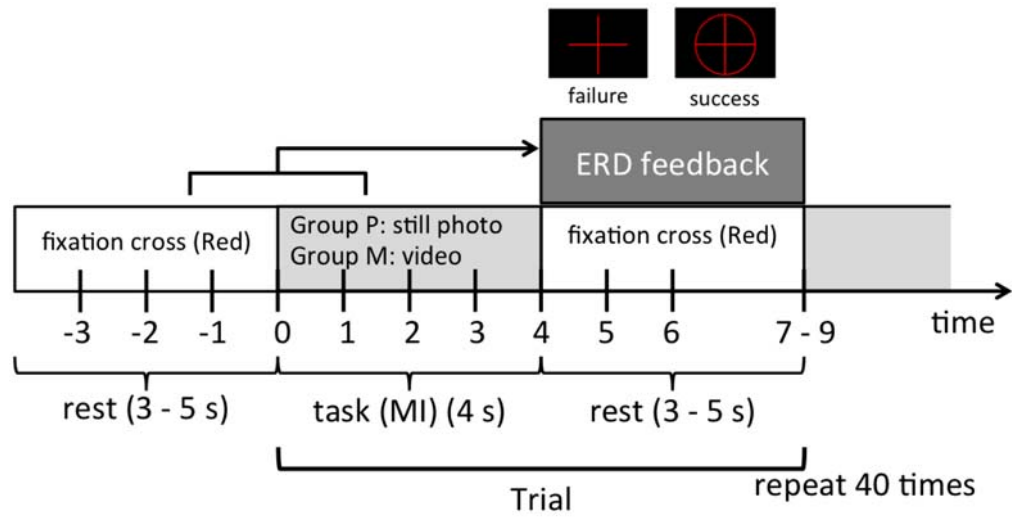 failure
success
ERD feedback
fixation cross (Red)
Group P: still photo
Group M: video
fixation cross (Red)
-3 -2 -1 0 1 2 3 4 5 6 7 - 9
time
rest (3 - 5 s)
task (MI) (4 s)
rest (3 - 5 s)
Trial
repeat 40 times